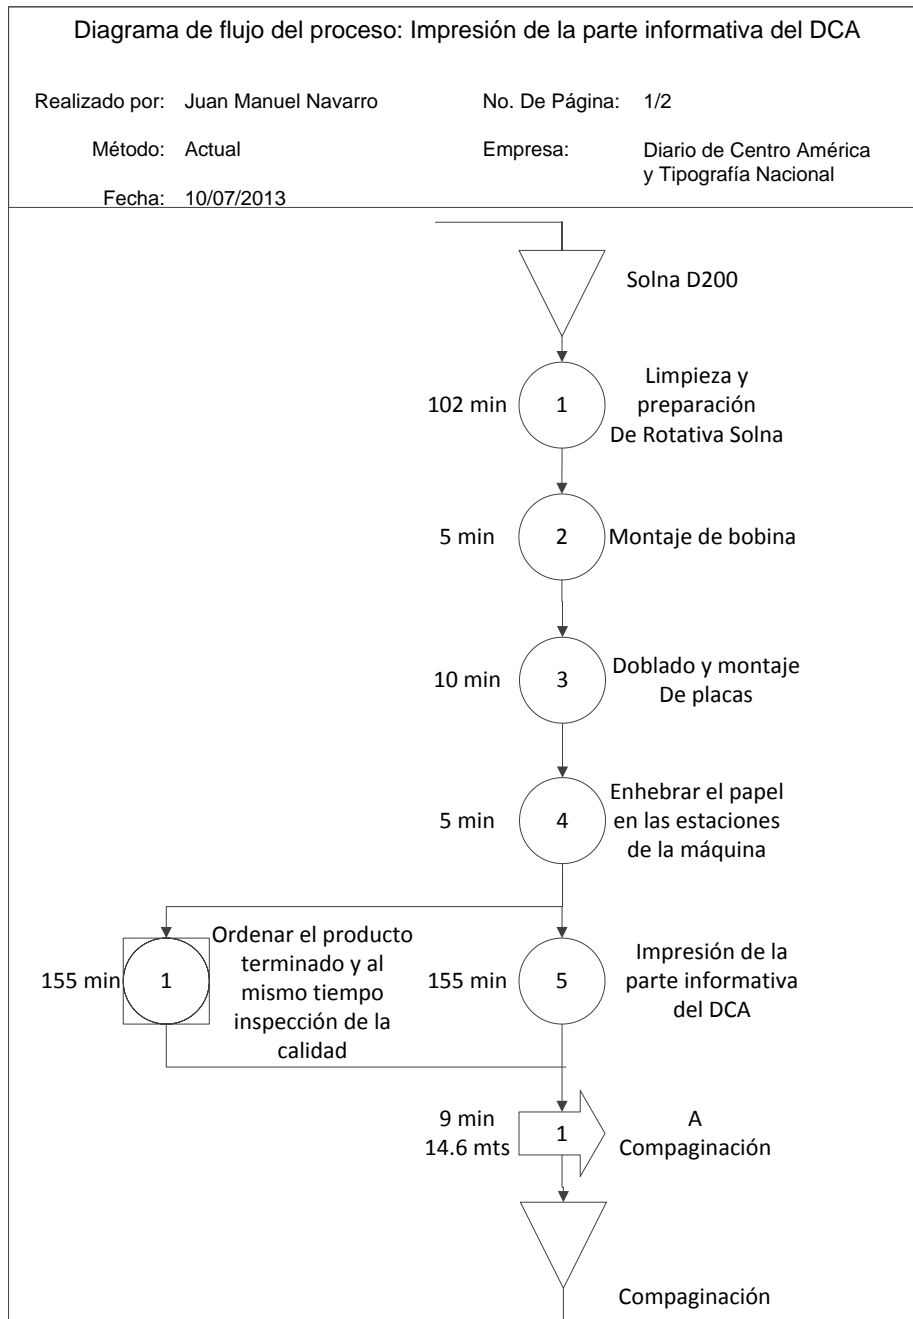 Diagrama de flujo del proceso: Impresión de la parte informativa del DCA
Realizado por: Juan Manuel Navarro
No. De Página: 1/2
Método: Actual
Empresa: Diario de Centro América
y Tipografía Nacional
Fecha: 10/07/2013
Solna D200
102 min
1
Limpieza y
preparación
De Rotativa Solna
5 min
2
Montaje de bobina
10 min
3
Doblado y montaje
De placas
5 min
4
Enhebrar el papel
en las estaciones
de la máquina
155 min
1
Ordenar el producto
terminado y al
mismo tiempo
inspección de la
calidad
155 min
5
Impresión de la
parte informativa
del DCA
9 min
14.6 mts
1
A
Compaginación
Compaginación